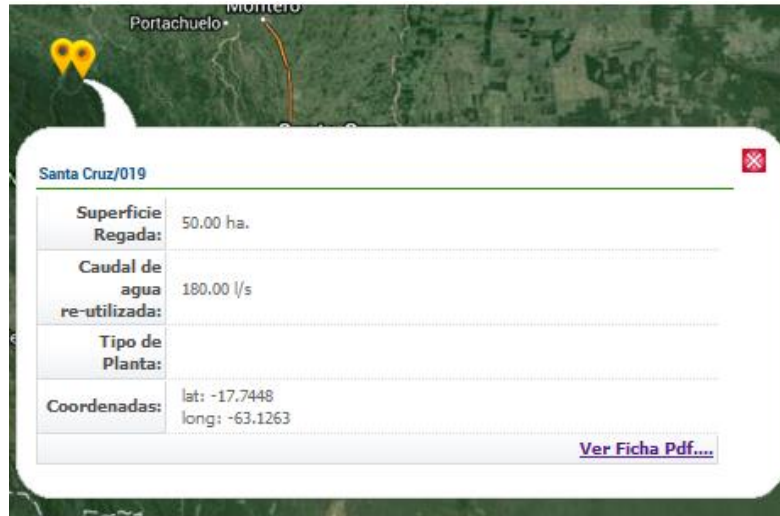 Montero
Portachuelo
Santa Cruz/019
Superficie
Regada:
50.00 ha.
Caudal de
agua
re-utilizada:
180.00 l/s
Tipo de
Planta:
Coordenadas:
lat: -17.7448
long: -63.1263
Ver Ficha Pdf....